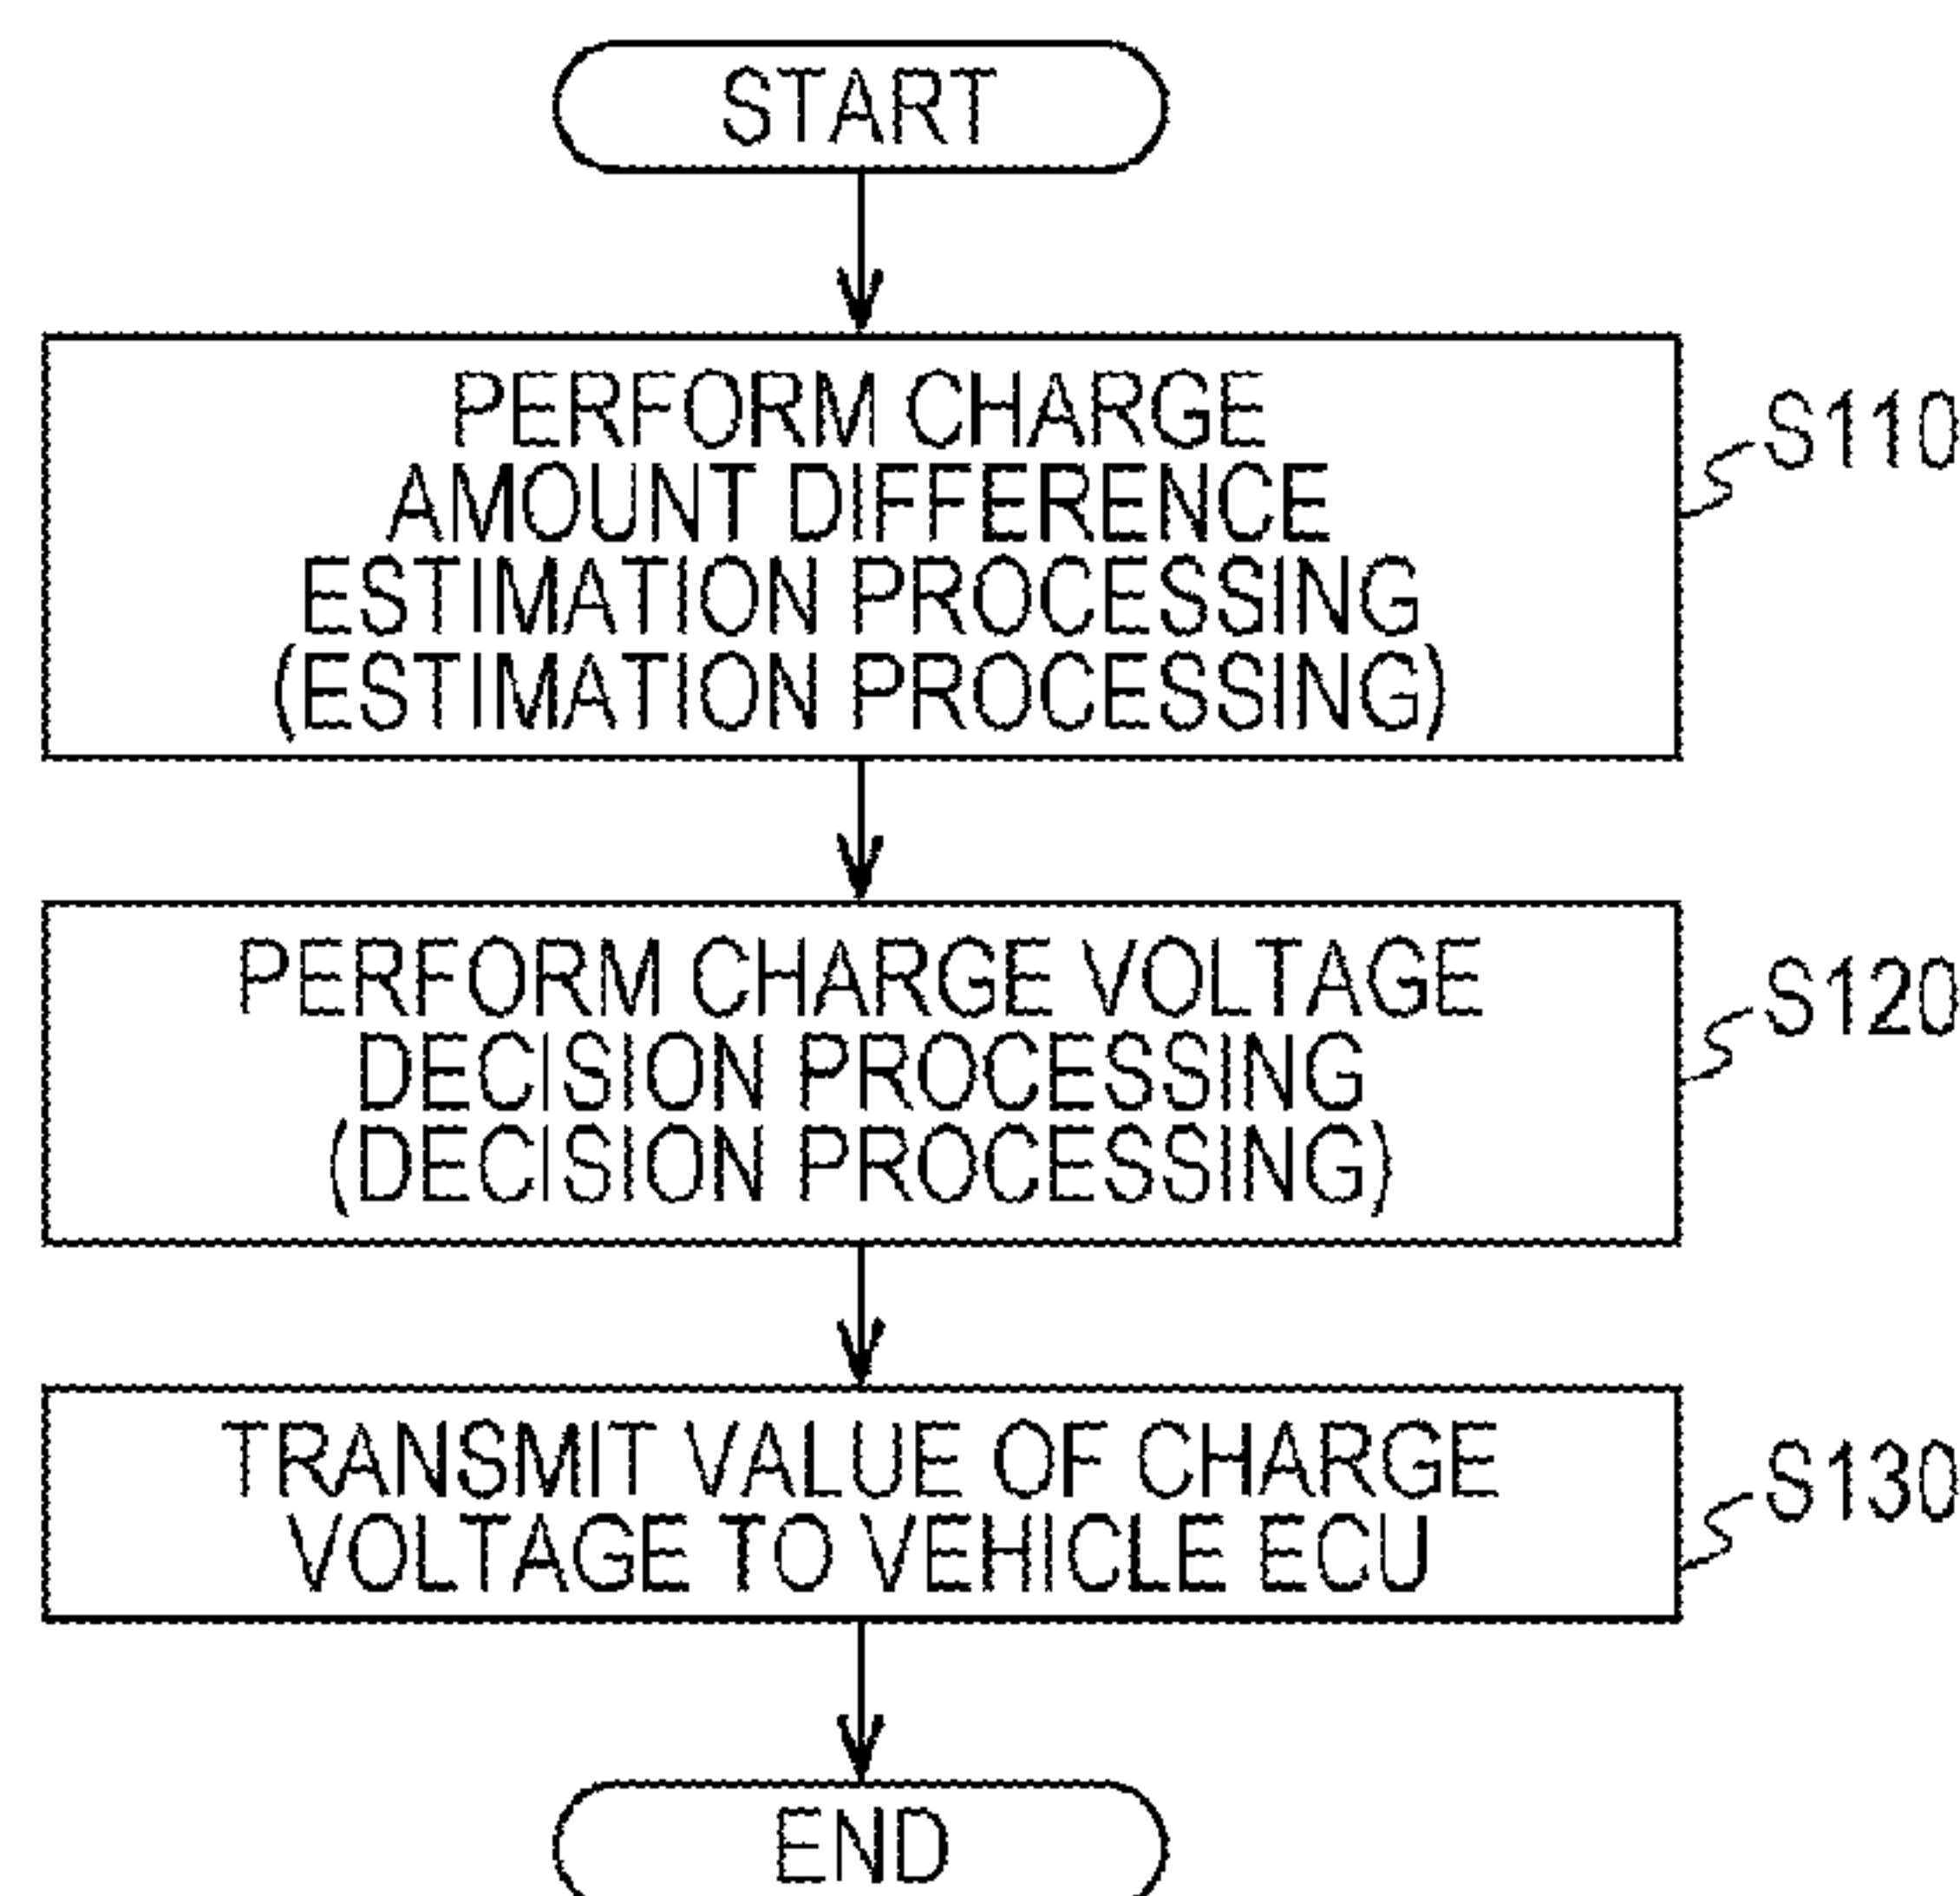 START
PERFORM CHARGE
AMOUNT DIFFERENCE
ESTIMATION PROCESSING
(ESTIMATION PROCESSING)
S110
PERFORM CHARGE VOLTAGE
DECISION PROCESSING
(DECISION PROCESSING)
S120
TRANSMIT VALUE OF CHARGE
VOLTAGE TO VEHICLE ECU
S130
END